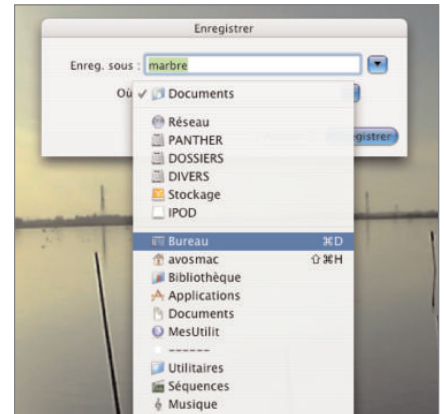 Enregistrer
Enreg. sous : marbre
Où ✓ Documents
Réseau
PANTHER
gistrer
DOSSIERS
DIVERS
Stockage
IPOD
Bureau ⌘D
avosmac ⇧⌘H
Bibliothèque
Applications
Documents
MesUtilit
------
Utilitaires
Séquences
Musique